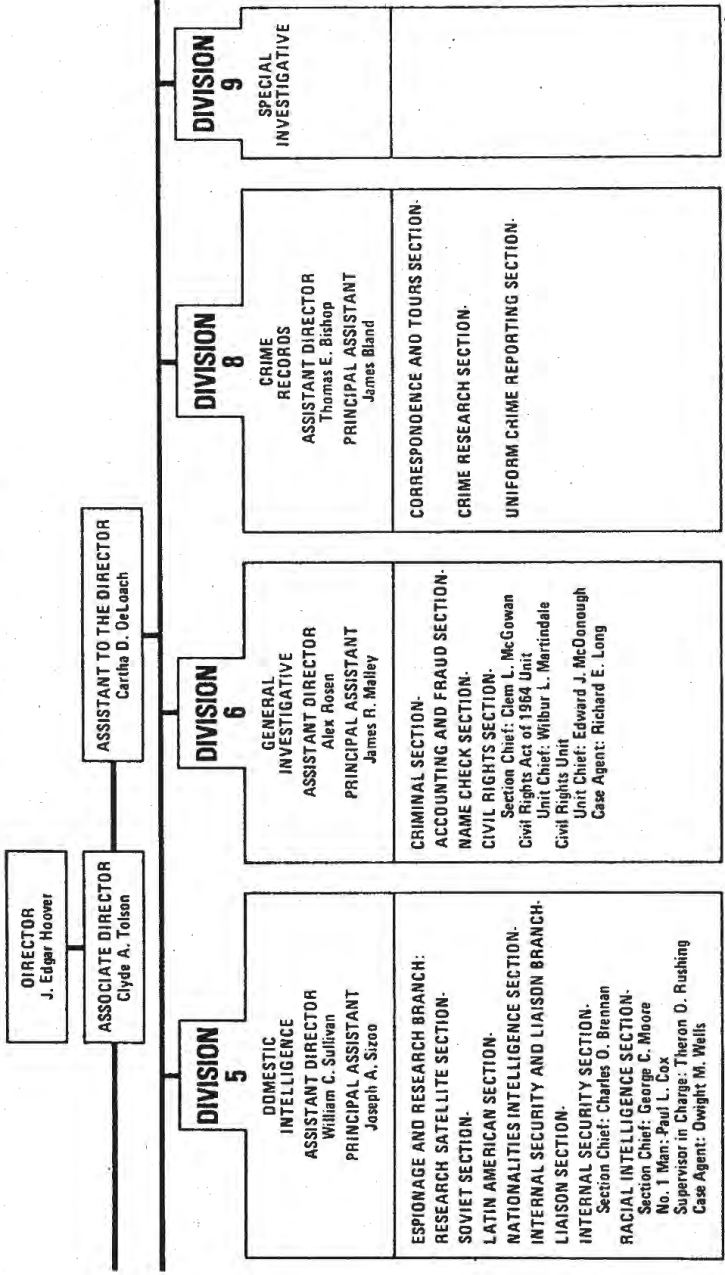 DIRECTOR
J. Edgar Hoover
ASSOCIATE DIRECTOR
Clyde A. Tolson
ASSISTANT TO THE DIRECTOR
Cartha D. DeLoach
DIVISION
5
DOMESTIC
INTELLIGENCE
ASSISTANT DIRECTOR
William C. Sullivan
PRINCIPAL ASSISTANT
Joseph A. Sizoo
ESPIONAGE AND RESEARCH BRANCH:
RESEARCH SATELLITE SECTION-
SOVIET SECTION-
LATIN AMERICAN SECTION-
NATIONALITIES INTELLIGENCE SECTION-
INTERNAL SECURITY AND LIAISON BRANCH-
LIAISON SECTION-
INTERNAL SECURITY SECTION-
Section Chief: Charles D. Brennan
RACIAL INTELLIGENCE SECTION-
Section Chief: George C. Moore
No. 1 Man: Paul L. Cox
Supervisor in Charge: Theron D. Rushing
Case Agent: Dwight M. Wells
DIVISION
6
GENERAL
INVESTIGATIVE
ASSISTANT DIRECTOR
Alex Rosen
PRINCIPAL ASSISTANT
James R. Malley
CRIMINAL SECTION-
ACCOUNTING AND FRAUD SECTION-
NAME CHECK SECTION-
CIVIL RIGHTS SECTION-
Section Chief: Clem L. McGowan
Civil Rights Act of 1964 Unit
Unit Chief: Wilbur L. Martindale
Civil Rights Unit
Unit Chief: Edward J. McDonough
Case Agent: Richard E. Long
DIVISION
8
CRIME
RECORDS
ASSISTANT DIRECTOR
Thomas E. Bishop
PRINCIPAL ASSISTANT
James Bland
CORRESPONDENCE AND TOURS SECTION-
CRIME RESEARCH SECTION-
UNIFORM CRIME REPORTING SECTION-
DIVISION
9
SPECIAL
INVESTIGATIVE